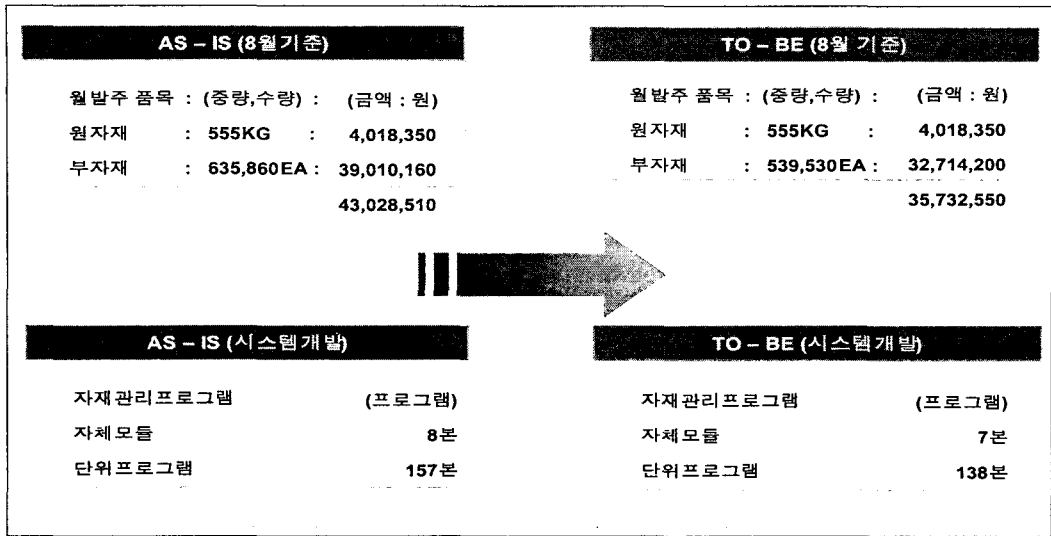 AS – IS (8월기준)
월발주 품목 : (중량,수량) : (금액 : 원)
원자재 : 555KG : 4,018,350
부자재 : 635,860EA : 39,010,160
43,028,510
TO – BE (8월 기준)
월발주 품목 : (중량,수량) : (금액 : 원)
원자재 : 555KG : 4,018,350
부자재 : 539,530EA : 32,714,200
35,732,550
AS – IS (시스템개발)
자재관리프로그램 (프로그램)
자체모듈 8본
단위프로그램 157본
TO – BE (시스템개발)
자재관리프로그램 (프로그램)
자체모듈 7본
단위프로그램 138본